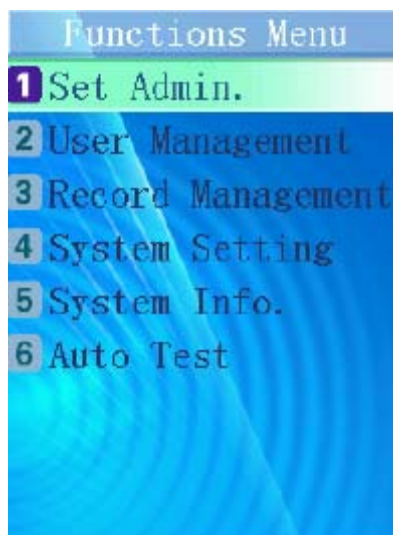 Functions Menu
1 Set Admin.
2 User Management
3 Record Management
4 System Setting
5 System Info.
6 Auto Test